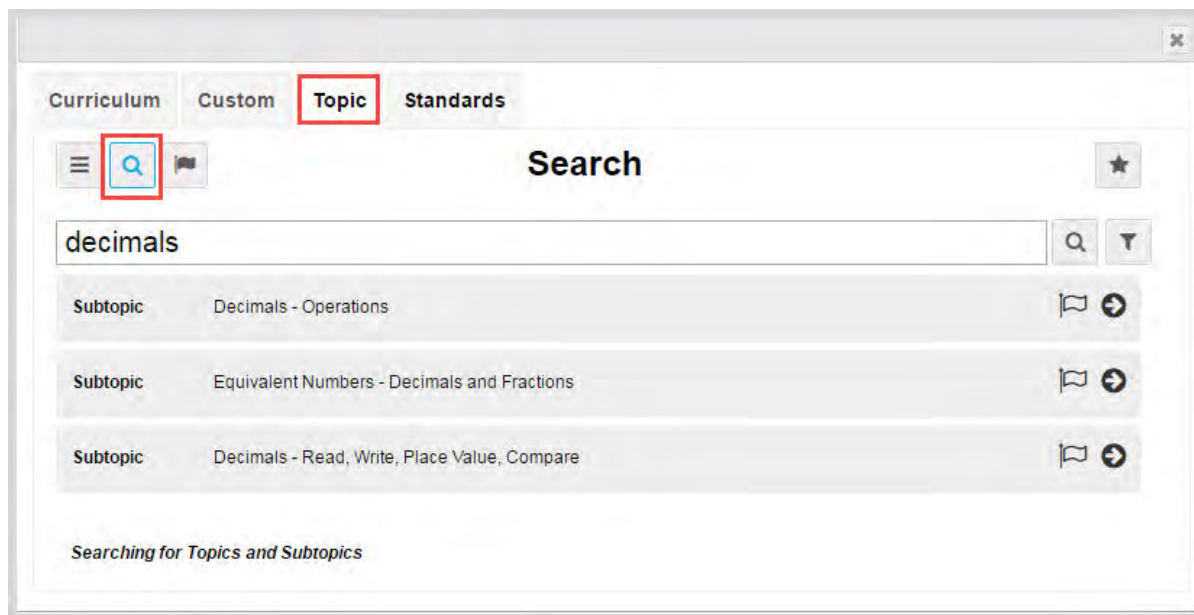 Curriculum Custom Topic Standards
Search
decimals
Subtopic Decimals - Operations
Subtopic Equivalent Numbers - Decimals and Fractions
Subtopic Decimals - Read, Write, Place Value, Compare
Searching for Topics and Subtopics